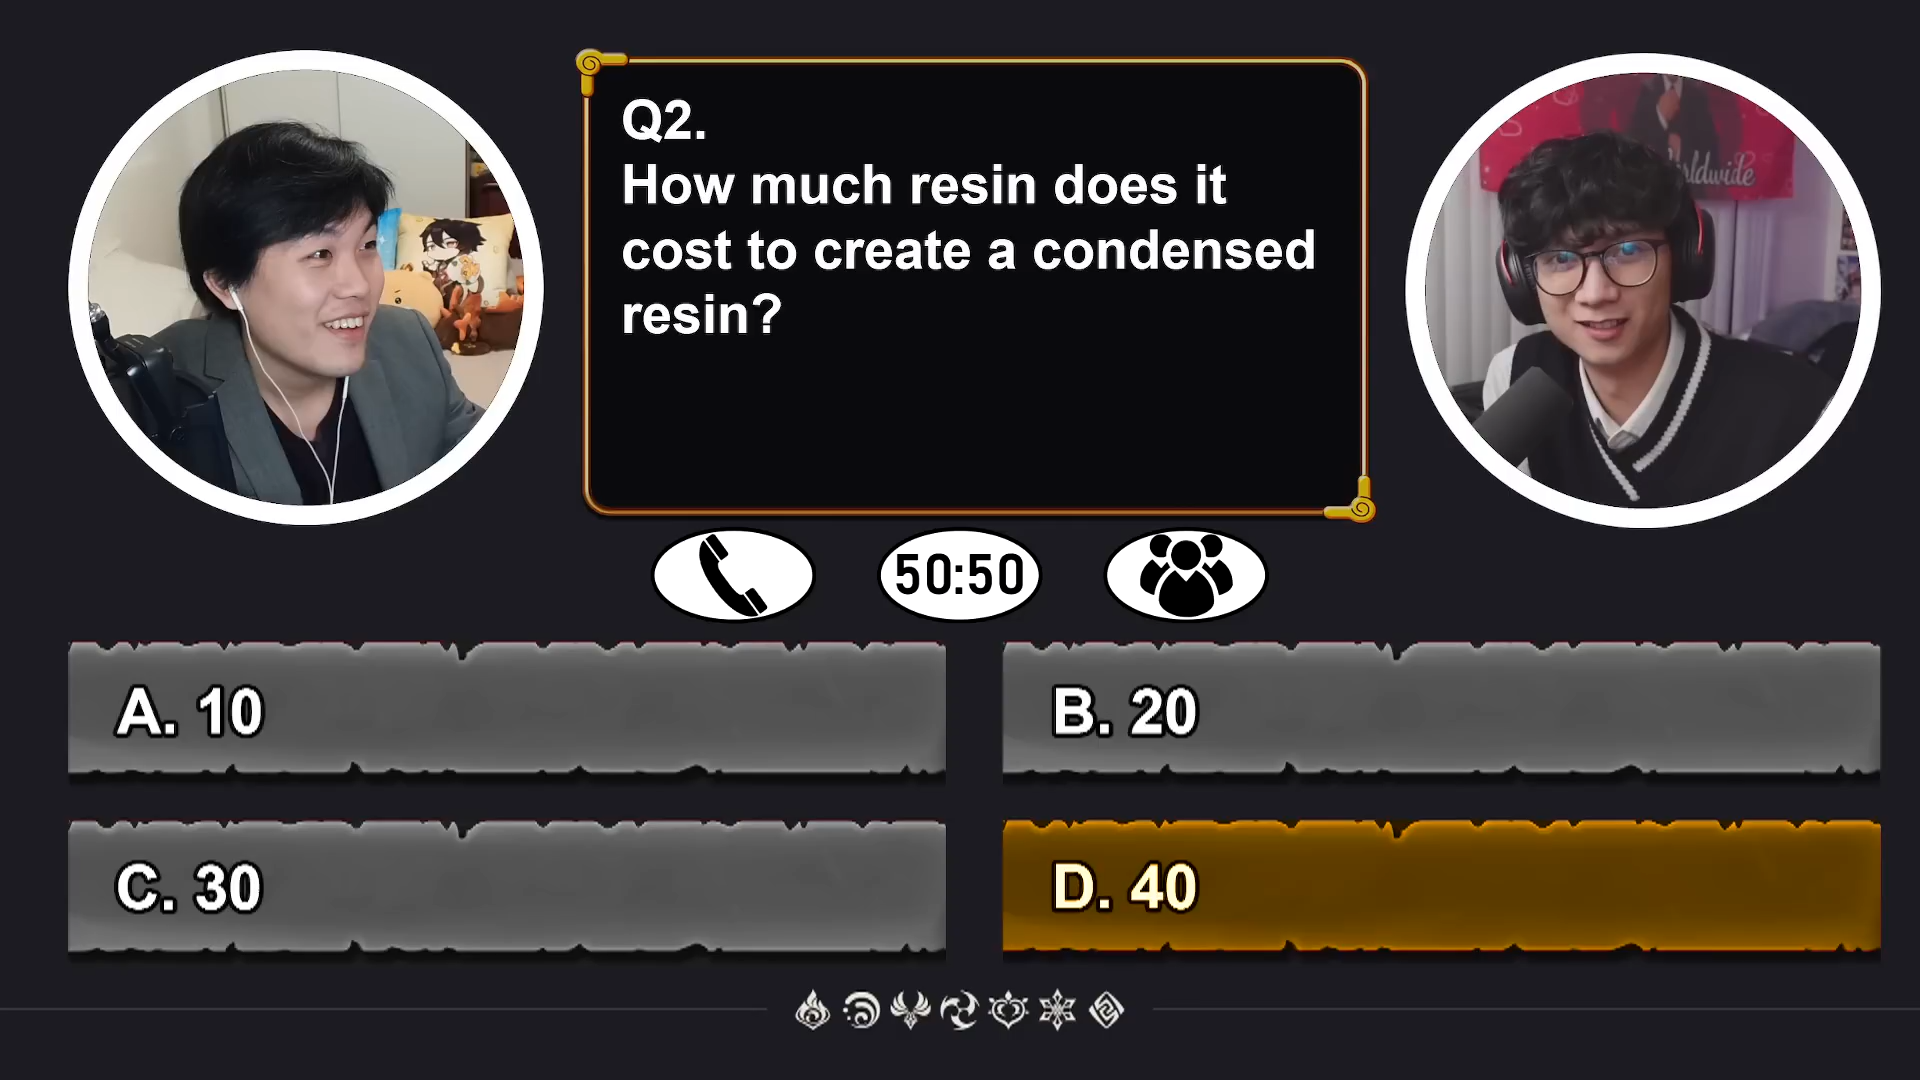 Q2.
How much resin does it
cost to create a condensed
resin?
50:50
A. 10
B. 20
C. 30
D. 40